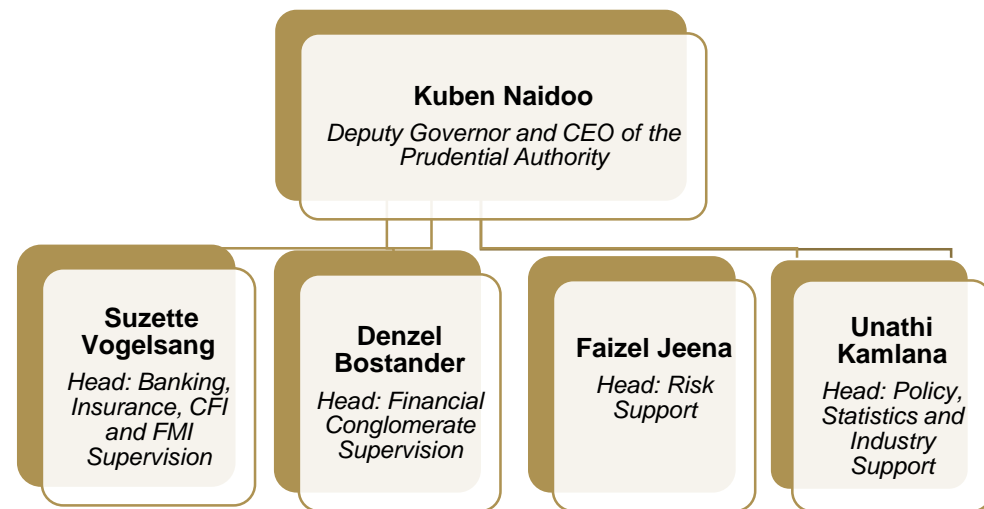 Kuben Naidoo
Deputy Governor and CEO of the
Prudential Authority
Suzette
Vogelsang
Head: Banking,
Insurance, CFI
and FMI
Supervision
Denzel
Bostander
Head: Financial
Conglomerate
Supervision
Faizel Jeena
Head: Risk
Support
Unathi
Kamlana
Head: Policy,
Statistics and
Industry
Support